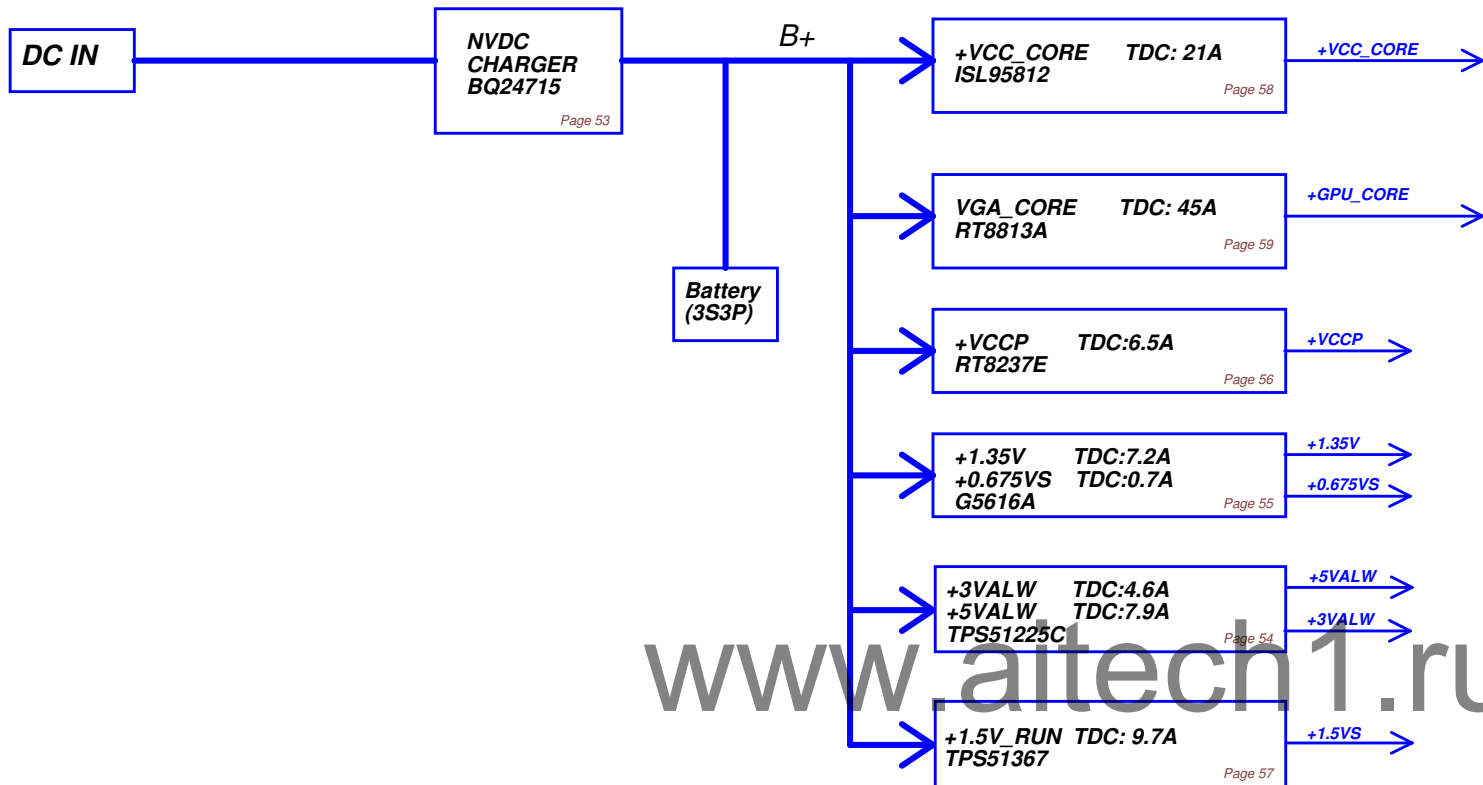 DC IN
NVDC
CHARGER
BQ24715
Page 53
B+
Battery
(3S3P)
+VCC_CORE TDC: 21A
ISL95812
Page 58
+VCC_CORE
VGA_CORE TDC: 45A
RT8813A
Page 59
+GPU_CORE
+VCCP TDC:6.5A
RT8237E
Page 56
+VCCP
+1.35V TDC:7.2A
+0.675VS TDC:0.7A
G5616A
Page 55
+1.35V
+0.675VS
+3VALW TDC:4.6A
+5VALW TDC:7.9A
TPS51225C
Page 54
+5VALW
+3VALW
www.aitech1.ru
+1.5V_RUN TDC: 9.7A
TPS51367
Page 57
+1.5VS